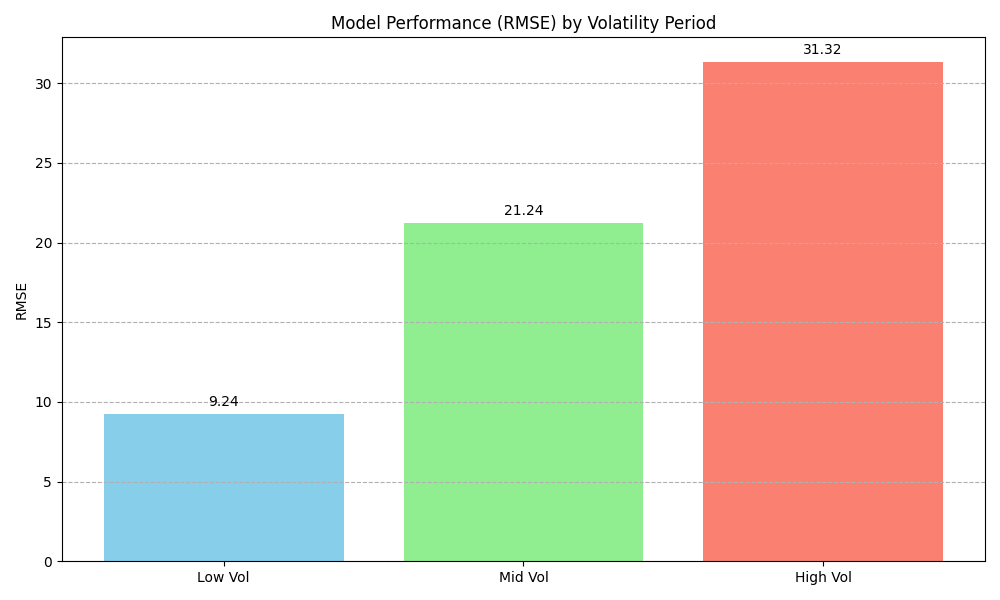 Model Performance (RMSE) by Volatility Period
31.32
30
25
21.24
20
RMSE
15
10
9.24
5
0
Low Vol
Mid Vol
High Vol